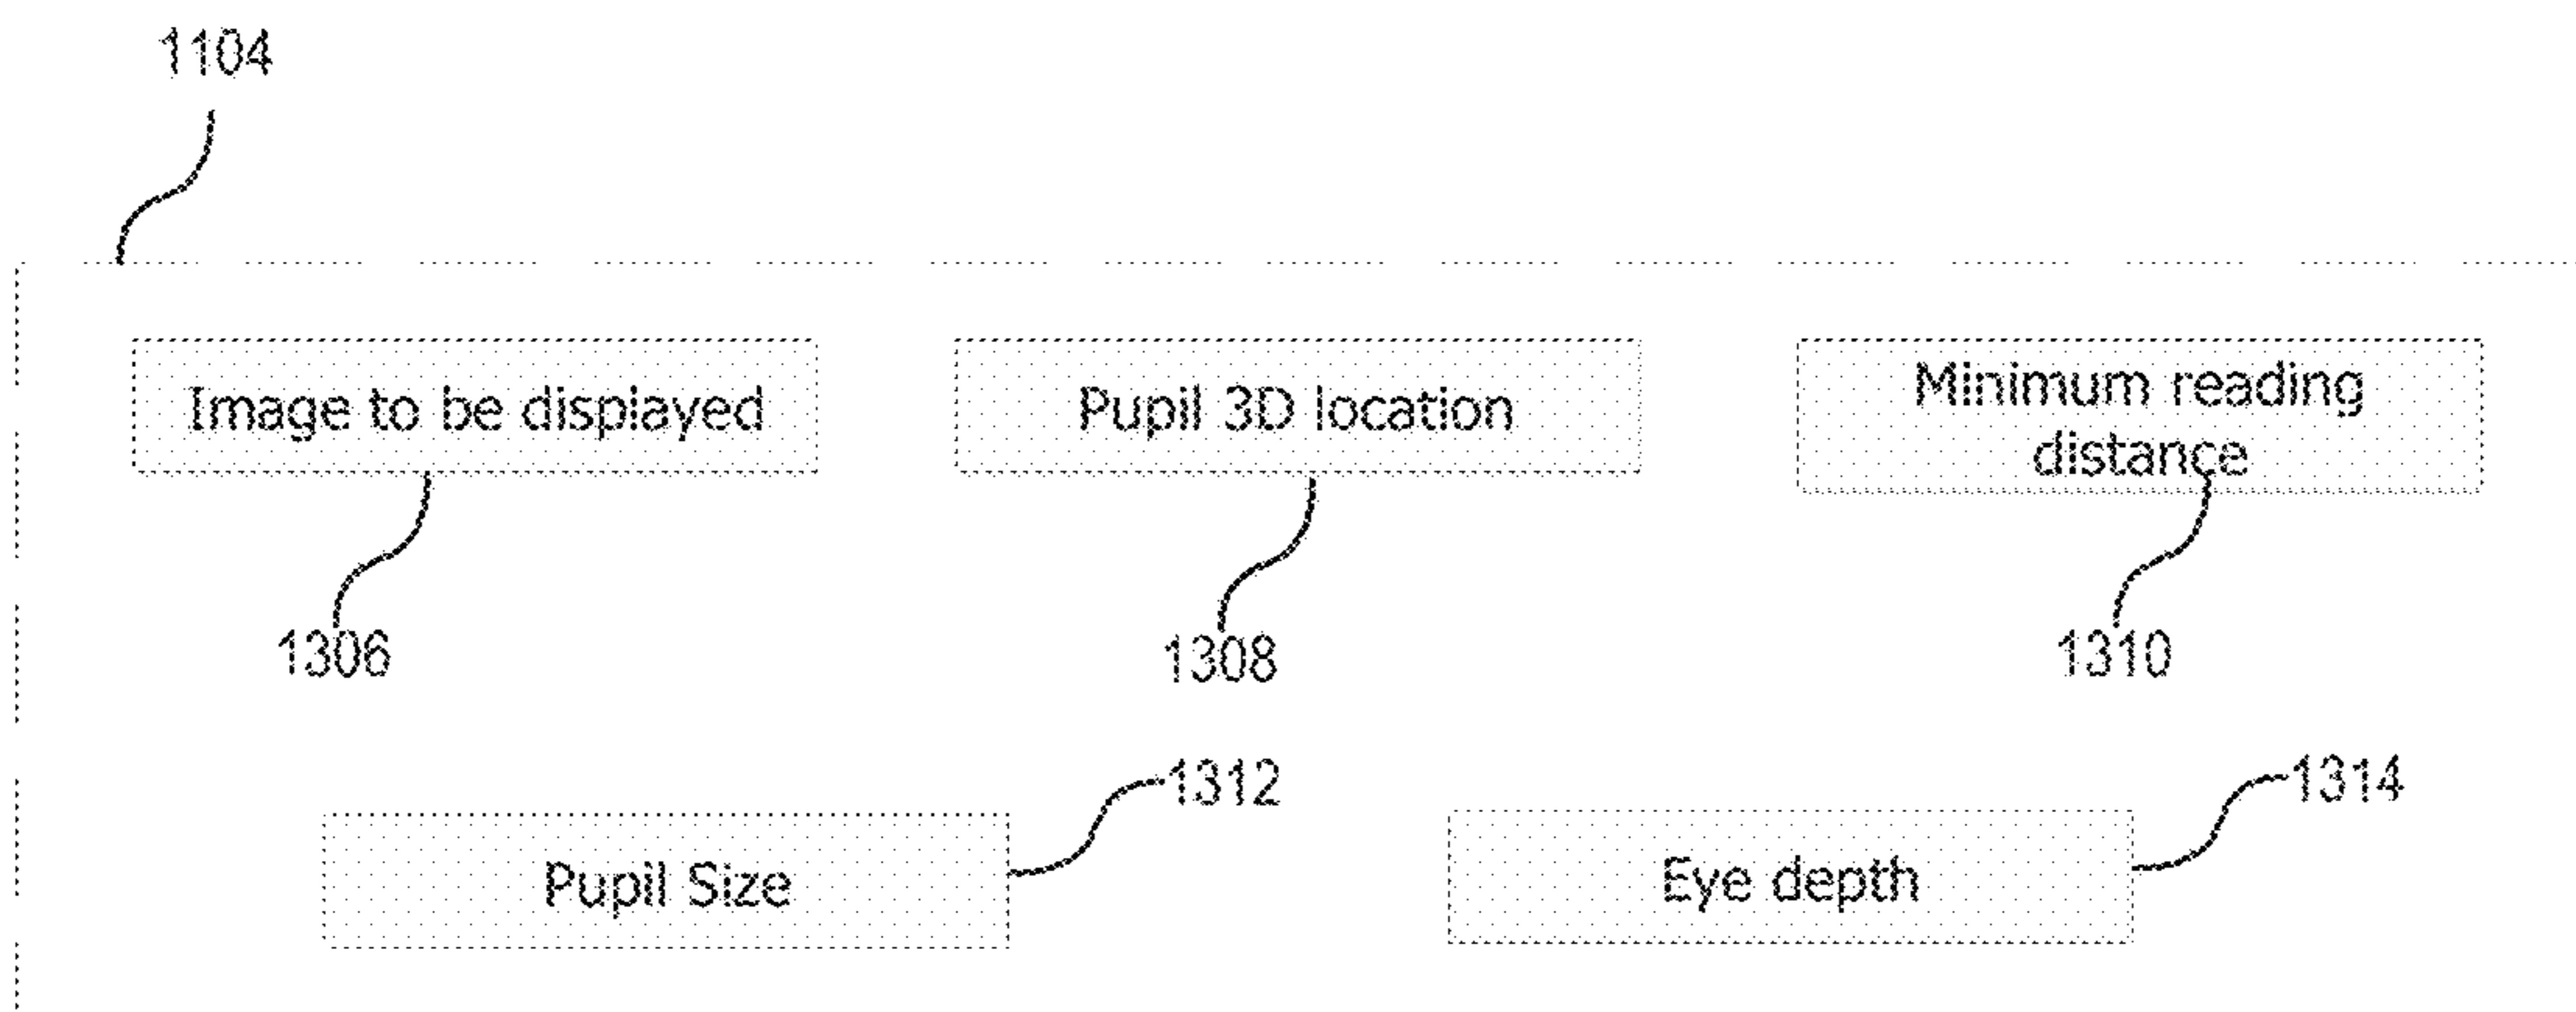 1104
Image to be displayed
Pupil 3D location
Minimum reading
distance
1306
1308
1310
1312
1314
Pupil Size
Eye depth